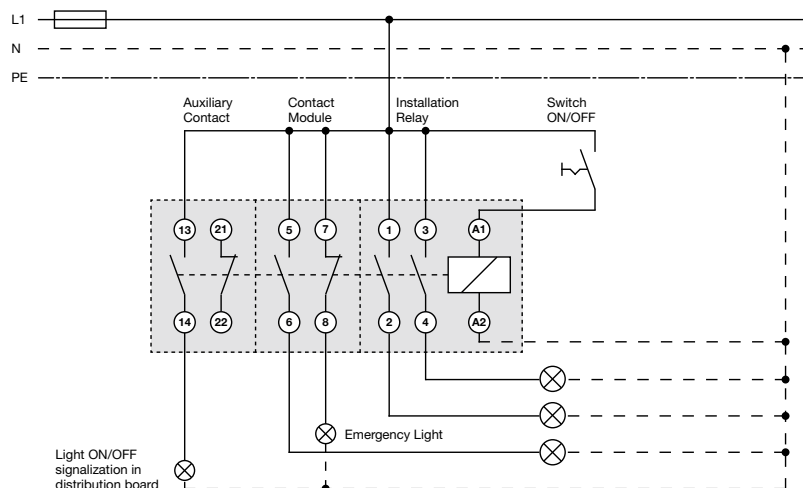 L1
N
PE
Auxiliary
Contact
Contact
Module
Installation
Relay
Switch
ON/OFF
13 21 5 7 1 3 A1
14 22 6 8 2 4 A2
Emergency Light
Light ON/OFF
signalization in
distribution board